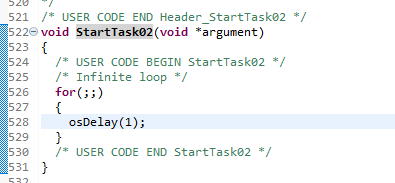 520 */
521 /* USER CODE END Header_StartTask02 */
522 void StartTask02(void *argument)
523 {
524 /* USER CODE BEGIN StartTask02 */
525 /* Infinite loop */
526 for(;;)
527 {
528 osDelay(1);
529 }
530 /* USER CODE END StartTask02 */
531 }